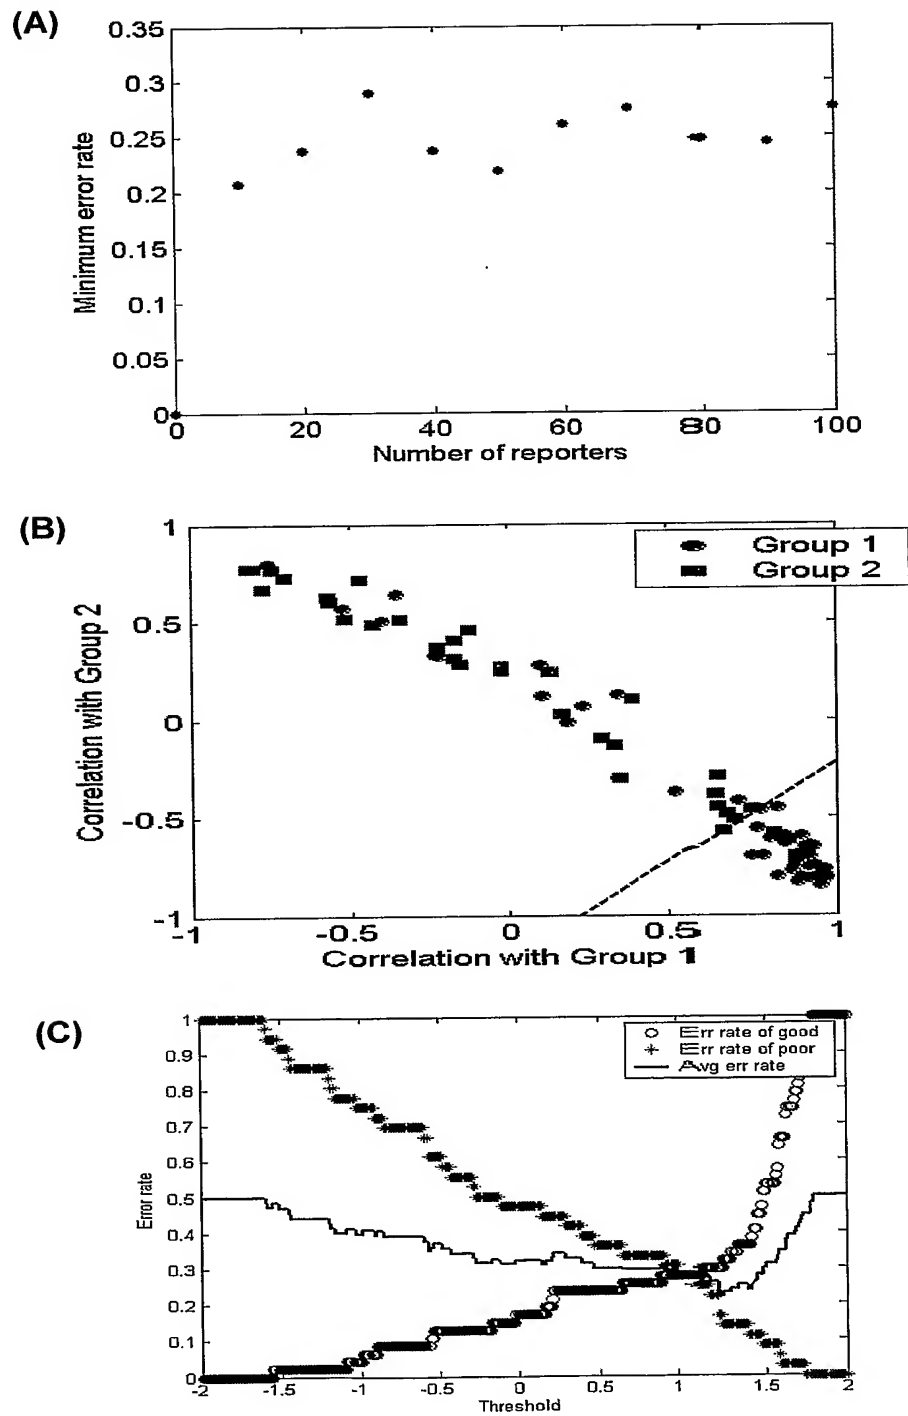 (A)
0.35
0.3
0.25
0.2
0.15
0.1
0.05
0
Minimum error rate
0 20 40 60 80 100
Number of reporters
(B)
1
0.5
0
-0.5
-1
Correlation with Group 2
Group 1
Group 2
-1 -0.5 0 0.5 1
Correlation with Group 1
(C)
1
0.9
0.8
0.7
0.6
0.5
0.4
0.3
0.2
0.1
0
Error rate
Err rate of good
Err rate of poor
Avg err rate
-2 -1.5 -1 -0.5 0 0.5 1 1.5 2
Threshold